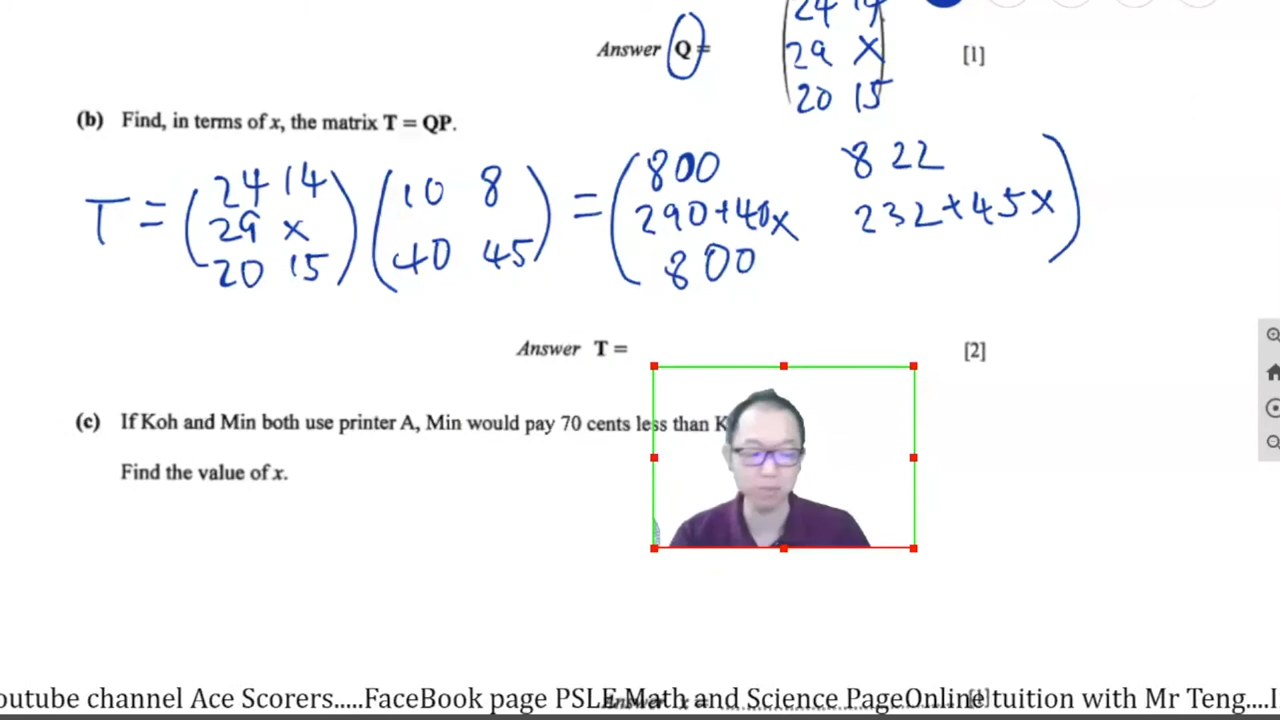 24 14
Answer Q = 29 x [1]
20 15
(b) Find, in terms of x, the matrix T = QP.
T = ( 24 14 ) ( 10 8 ) = ( 800 822 )
29 x 290+40x 232+45x
20 15 40 45 800
Answer T = [2]
(c) If Koh and Min both use printer A, Min would pay 70 cents less than K
Find the value of x.
outube channel Ace Scorers.....FaceBook page PSLE Math and Science PageOnline tuition with Mr Teng....I